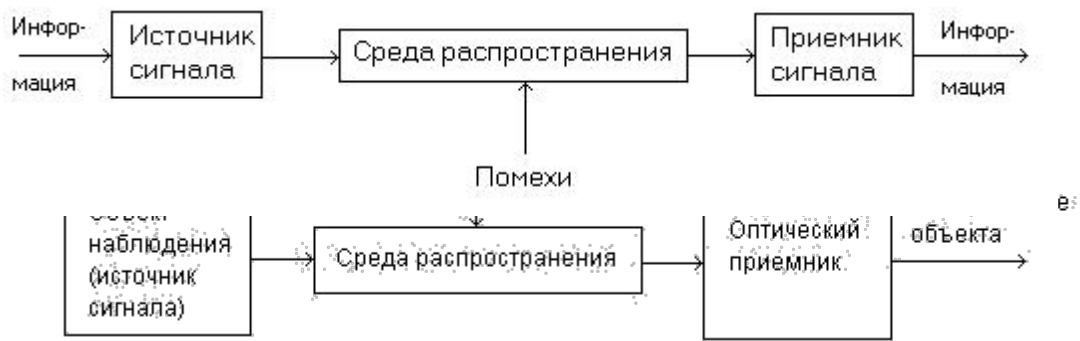 Инфор-
мация
Источник
сигнала
Среда распространения
Приемник
сигнала
Инфор-
мация
Помехи
наблюдения
(источник
сигнала)
Среда распространения
Оптический
приемник
объекта